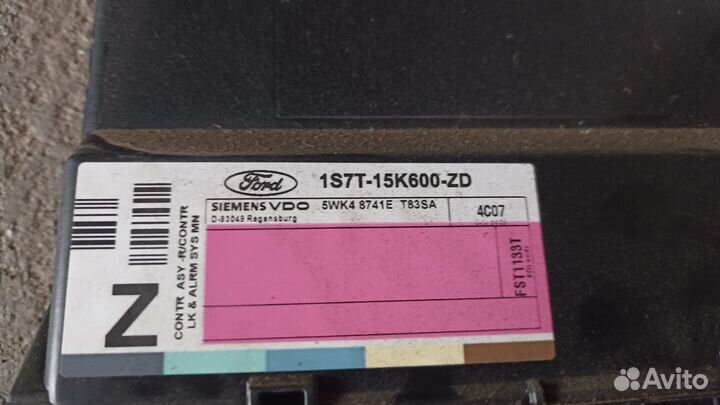 Ford
1S7T-15K600-ZD
SIEMENS VDO 5WK4 8741E T83SA
D-93049 Regensburg
4C07
FST1133T
CONTR ASY -R/CONTR
LK & ALRM SYS MN
Z
Avito